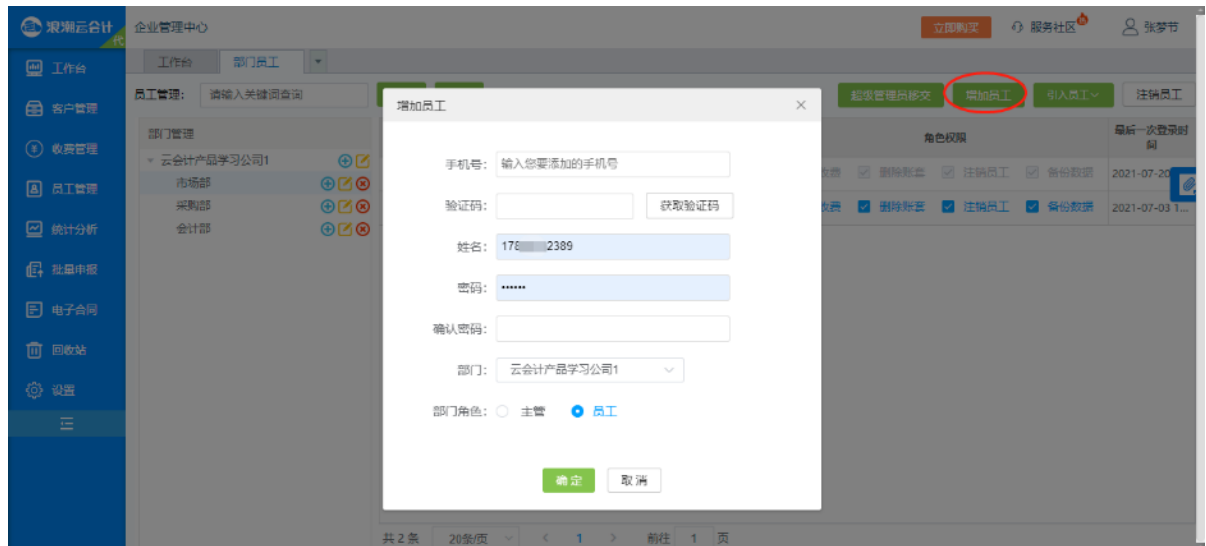 浪潮云会计
代
企业管理中心
立即购买
服务社区
张梦节
工作台
部门员工
工作台
客户管理
收费管理
员工管理
统计分析
批量申报
电子合同
回收站
设置
员工管理: 请输入关键词查询
超级管理员移交
增加员工
引入员工
注销员工
部门管理
云会计产品学习公司1
市场部
采购部
会计部
角色权限
最后一次登录时
间
收费 删除账套 注销员工 备份数据 2021-07-20
收费 删除账套 注销员工 备份数据 2021-07-03 1...
增加员工
手机号: 输入您要添加的手机号
验证码: 获取验证码
姓名: 178 2389
密码: ••••••
确认密码:
部门: 云会计产品学习公司1
部门角色: 主管 员工
确定 取消
共 2 条 20条/页 < 1 > 前往 1 页